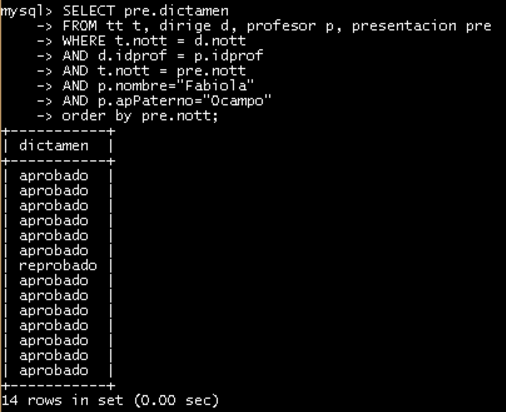 mysql> SELECT pre.dictamen
    -> FROM tt t, dirige d, profesor p, presentacion pre
    -> WHERE t.nott = d.nott
    -> AND d.idprof = p.idprof
    -> AND t.nott = pre.nott
    -> AND p.nombre="Fabiola"
    -> AND p.apPaterno="Ocampo"
    -> order by pre.nott;
+-----------+
| dictamen  |
+-----------+
| aprobado  |
| aprobado  |
| aprobado  |
| aprobado  |
| aprobado  |
| aprobado  |
| reprobado |
| aprobado  |
| aprobado  |
| aprobado  |
| aprobado  |
| aprobado  |
| aprobado  |
| aprobado  |
+-----------+
14 rows in set (0.00 sec)